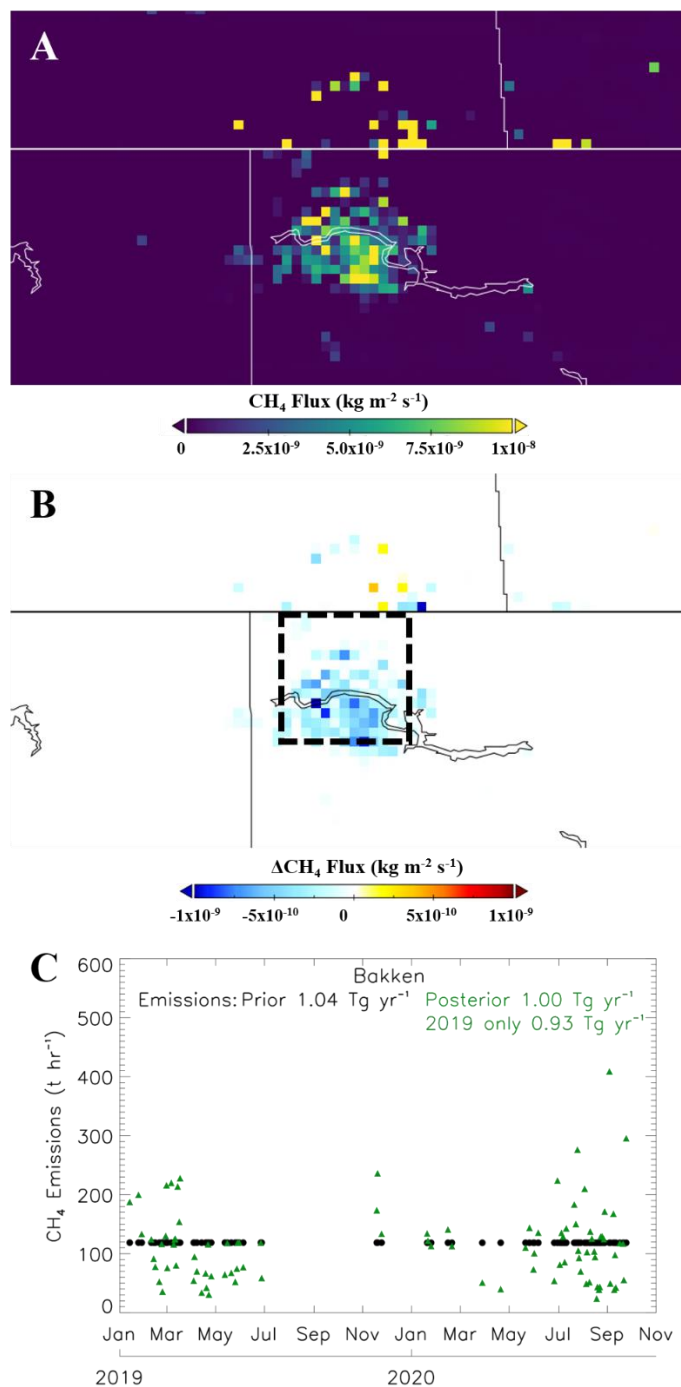 A
CH₄ Flux (kg m⁻² s⁻¹)
0 2.5x10⁻⁹ 5.0x10⁻⁹ 7.5x10⁻⁹ 1x10⁻⁸
B
ΔCH₄ Flux (kg m⁻² s⁻¹)
-1x10⁻⁹ -5x10⁻¹⁰ 0 5x10⁻¹⁰ 1x10⁻⁹
C
Bakken
Emissions: Prior 1.04 Tg yr⁻¹ Posterior 1.00 Tg yr⁻¹
2019 only 0.93 Tg yr⁻¹
CH₄ Emissions (t hr⁻¹)
600
500
400
300
200
100
0
Jan Mar May Jul Sep Nov Jan Mar May Jul Sep Nov
2019 2020